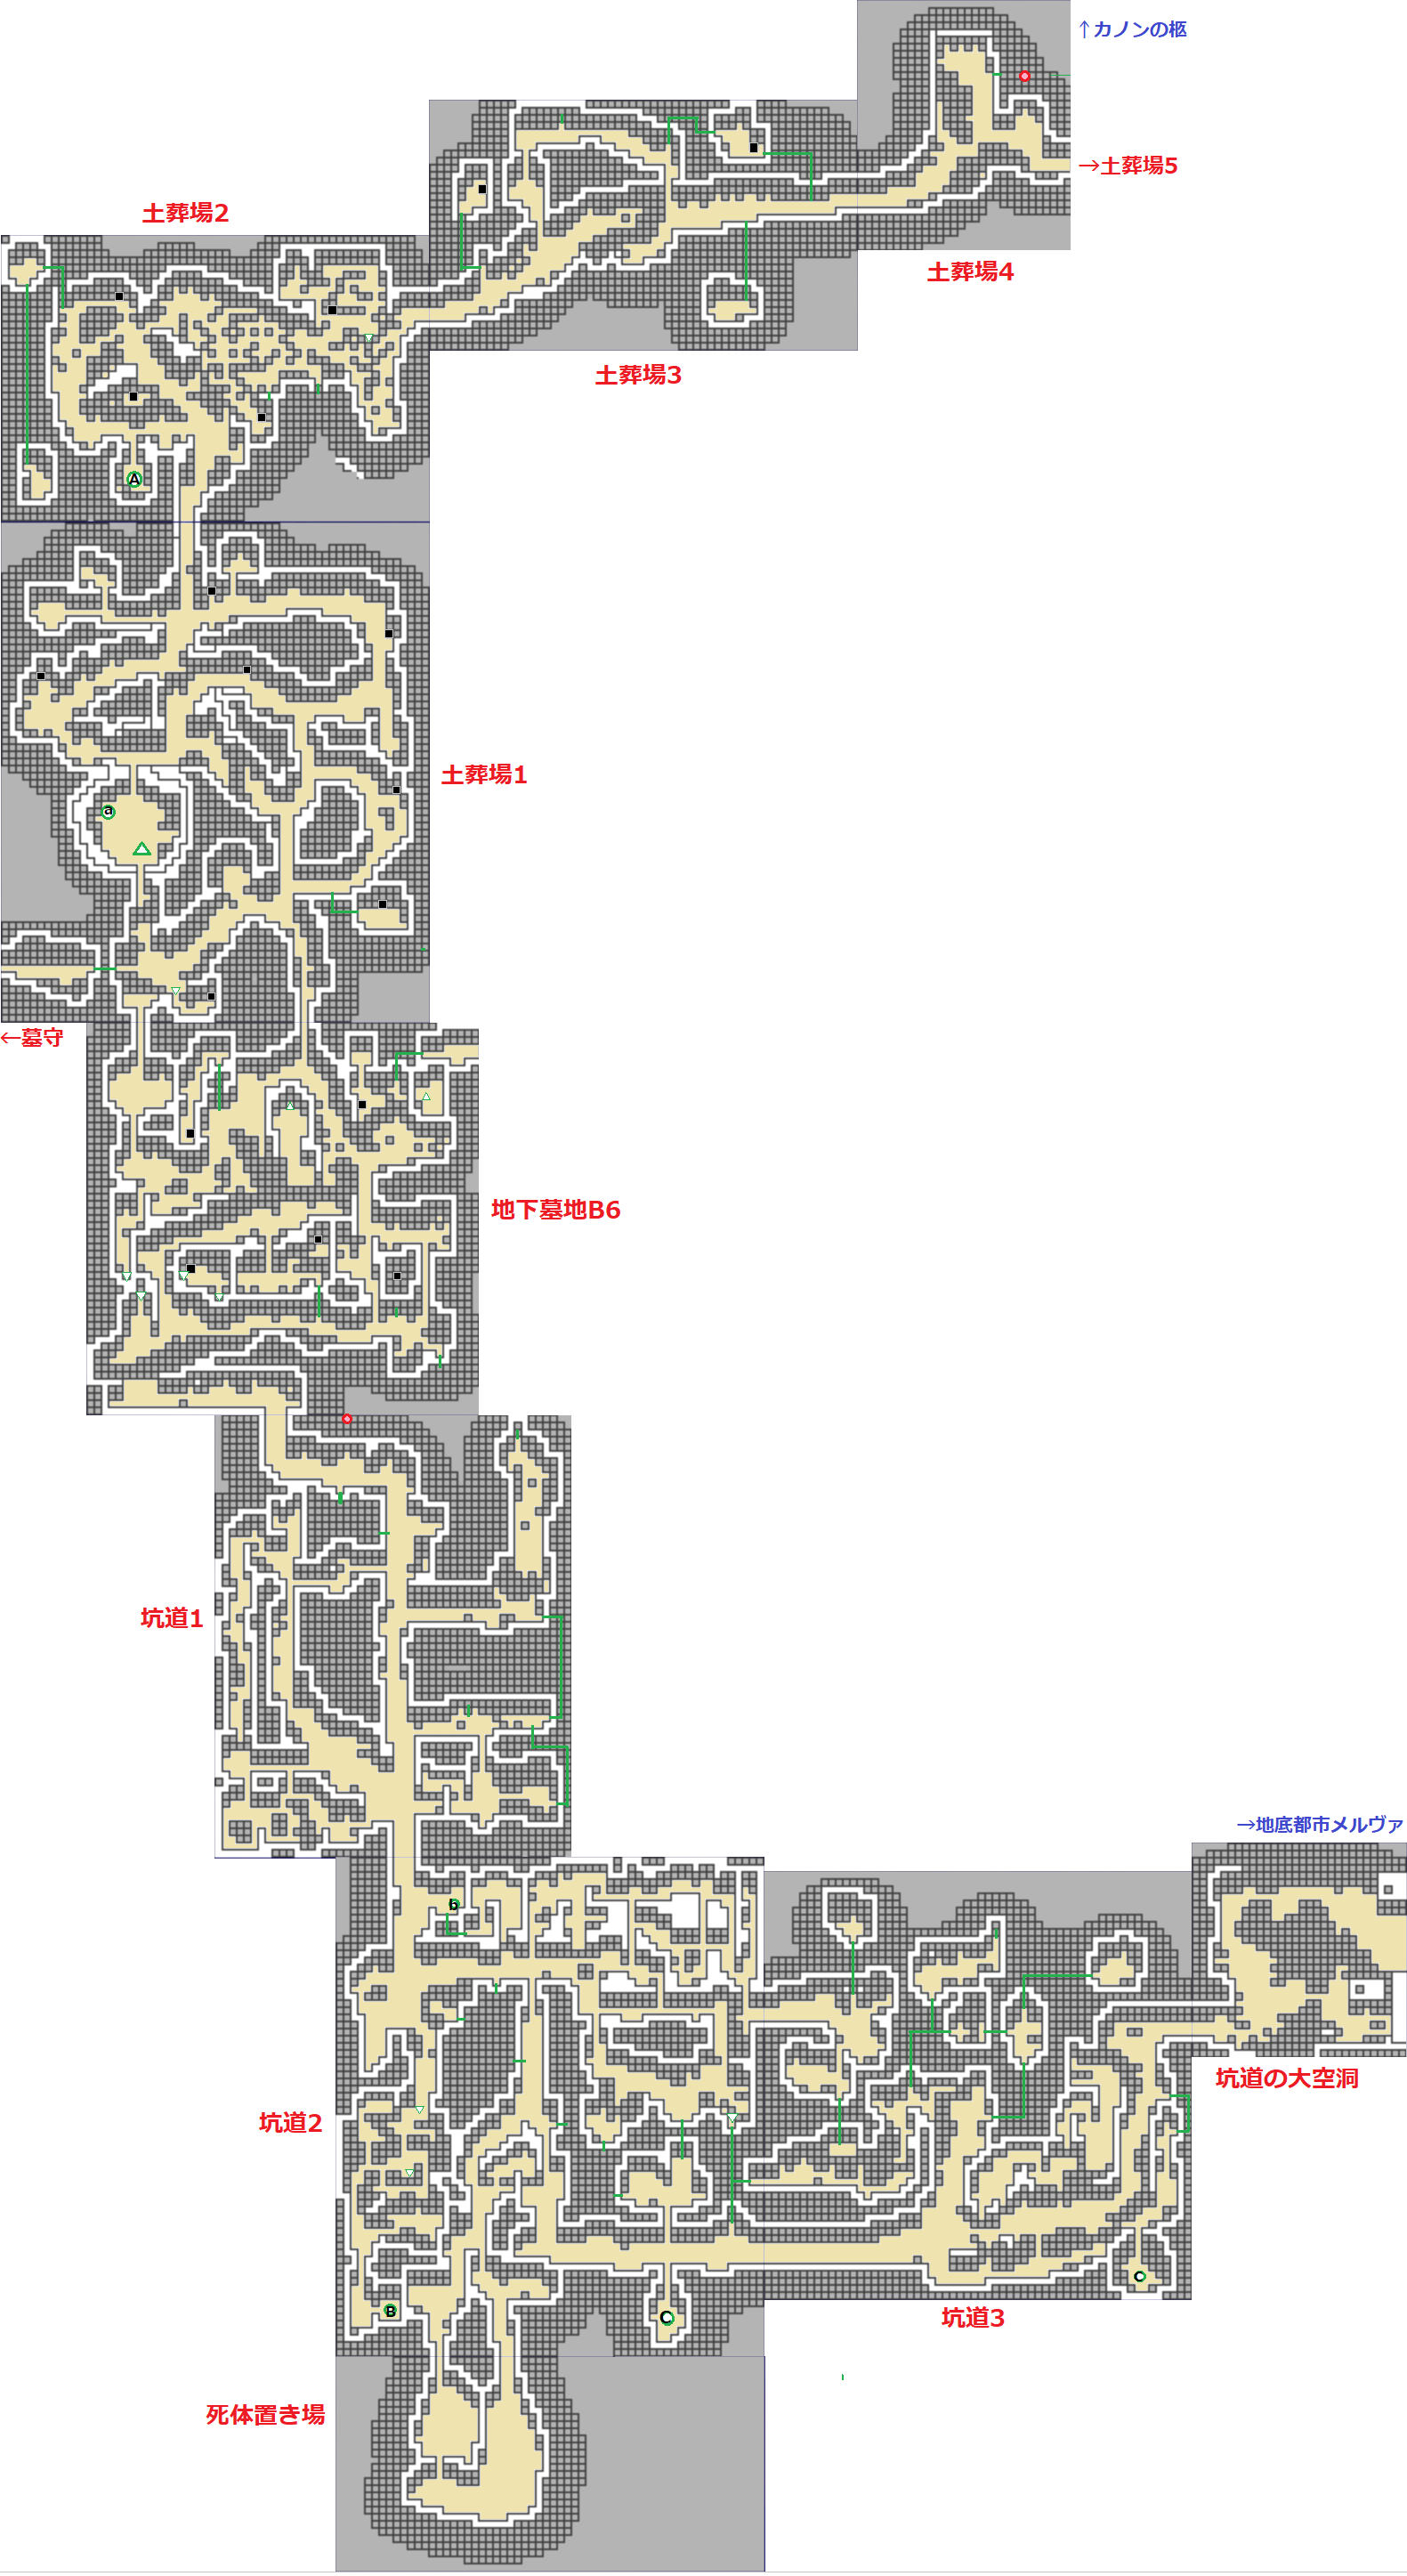 ↑カノンの柩
→土葬場5
土葬場2
土葬場4
土葬場3
A
土葬場1
a
←墓守
地下墓地B6
坑道1
→地底都市メルヴァ
b
坑道の大空洞
坑道2
C
B
C
坑道3
死体置き場